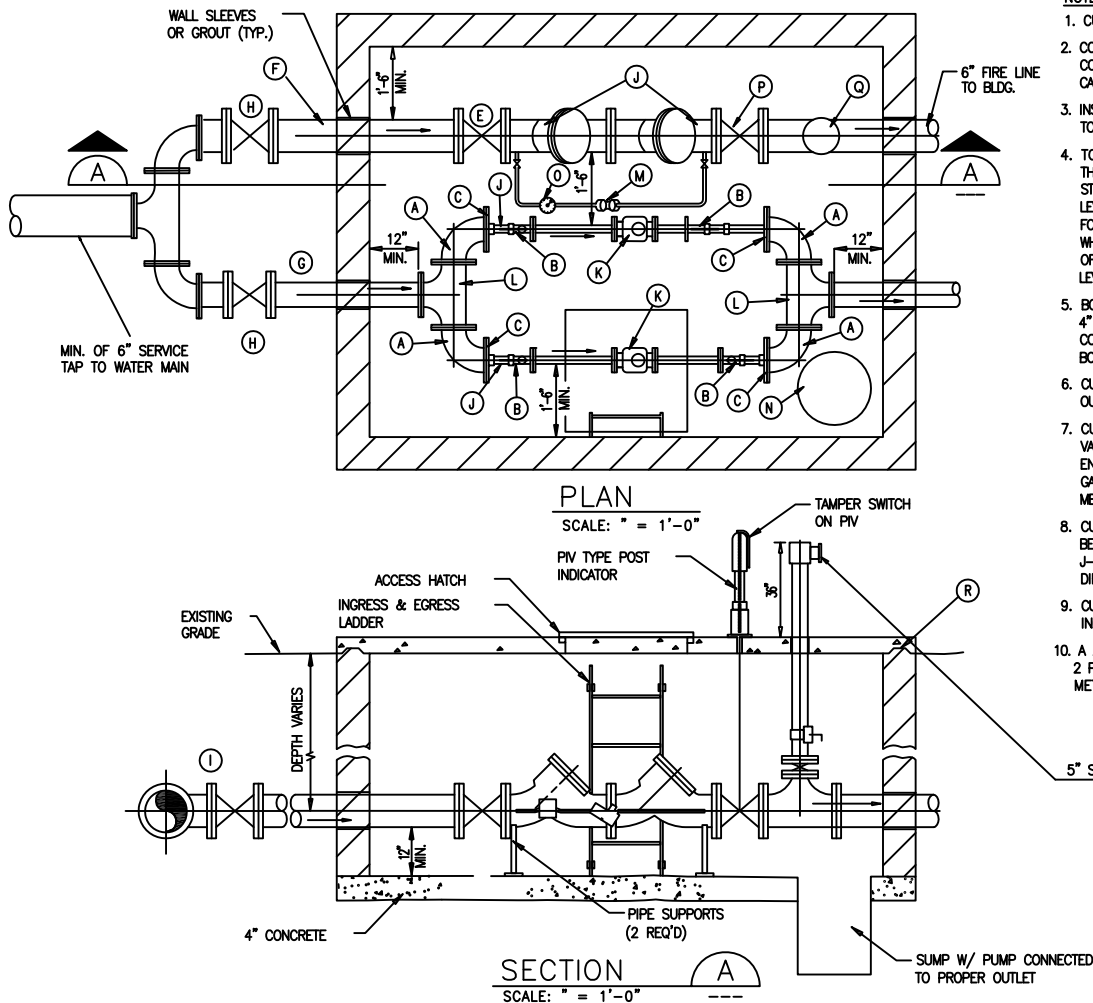 WALL SLEEVES
OR GROUT (TYP.)
F
H
1'-6"
MIN.
E
J
P
Q
6" FIRE LINE
TO BLDG.
A
A
---
O
M
1'-6"
C
J
B
A
B
K
C
A
12"
MIN.
12"
MIN.
G
L
L
H
MIN. OF 6" SERVICE
TAP TO WATER MAIN
A
C
K
A
J
B
1'-6"
MIN.
B
C
N
PLAN
SCALE: " = 1'-0"
TAMPER SWITCH
ON PIV
PIV TYPE POST
INDICATOR
ACCESS HATCH
INGRESS & EGRESS
LADDER
36"
R
EXISTING
GRADE
DEPTH VARIES
I
5" S
12"
MIN.
4" CONCRETE
PIPE SUPPORTS
(2 REQ'D)
SUMP W/ PUMP CONNECTED
TO PROPER OUTLET
SECTION
A
---
SCALE: " = 1'-0"
1. CU
2. CO
CO
CA
3. INS
TO
4. TO
TH
ST
LE
FO
WH
OF
LEV
5. BO
4"
CO
BO
6. CU
OU
7. CU
VA
EN
GA
ME
8. CU
BE
J-
DI
9. CU
IN
10. A
2 F
MET